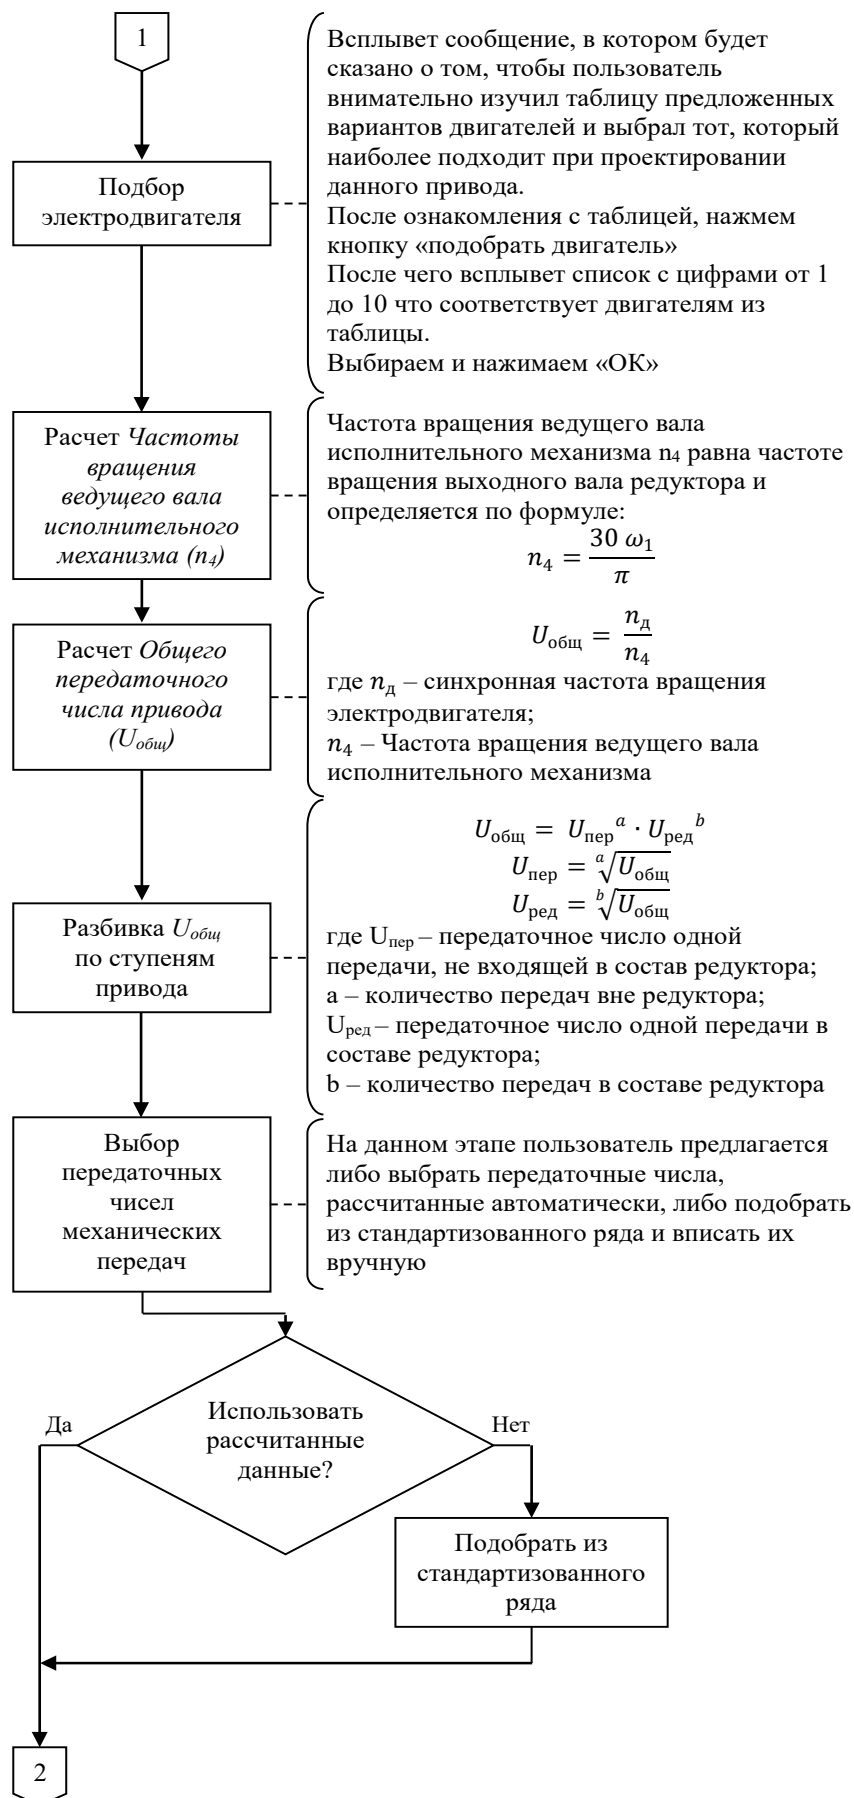 1
Всплывет сообщение, в котором будет
сказано о том, чтобы пользователь
внимательно изучил таблицу предложенных
вариантов двигателей и выбрал тот, который
наиболее подходит при проектировании
данного привода.
После ознакомления с таблицей, нажмем
кнопку «подобрать двигатель»
После чего всплывет список с цифрами от 1
до 10 что соответствует двигателям из
таблицы.
Выбираем и нажимаем «ОК»
Подбор
электродвигателя
Расчет Частоты
вращения
ведущего вала
исполнительного
механизма (n₄)
Частота вращения ведущего вала
исполнительного механизма n₄ равна частоте
вращения выходного вала редуктора и
определяется по формуле:
n₄ = 30 ω₁ / π
Расчет Общего
передаточного
числа привода
(Uобщ)
Uобщ = nд / n₄
где nд – синхронная частота вращения
электродвигателя;
n₄ – Частота вращения ведущего вала
исполнительного механизма
Разбивка Uобщ
по ступеням
привода
Uобщ = Uпер^a · Uред^b
Uпер = ᵃ√Uобщ
Uред = ᵇ√Uобщ
где Uпер – передаточное число одной
передачи, не входящей в состав редуктора;
a – количество передач вне редуктора;
Uред – передаточное число одной передачи в
составе редуктора;
b – количество передач в составе редуктора
Выбор
передаточных
чисел
механических
передач
На данном этапе пользователь предлагается
либо выбрать передаточные числа,
рассчитанные автоматически, либо подобрать
из стандартизованного ряда и вписать их
вручную
Использовать
рассчитанные
данные?
Да
Нет
Подобрать из
стандартизованного
ряда
2